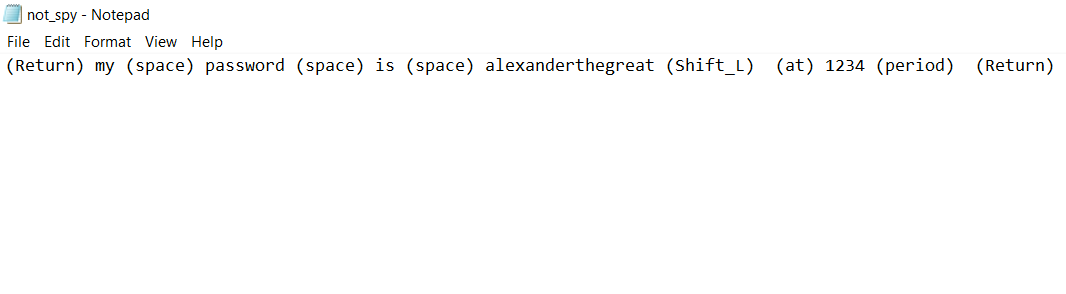 not_spy - Notepad
File Edit Format View Help
(Return) my (space) password (space) is (space) alexanderthegreat (Shift_L)  (at) 1234 (period)  (Return)